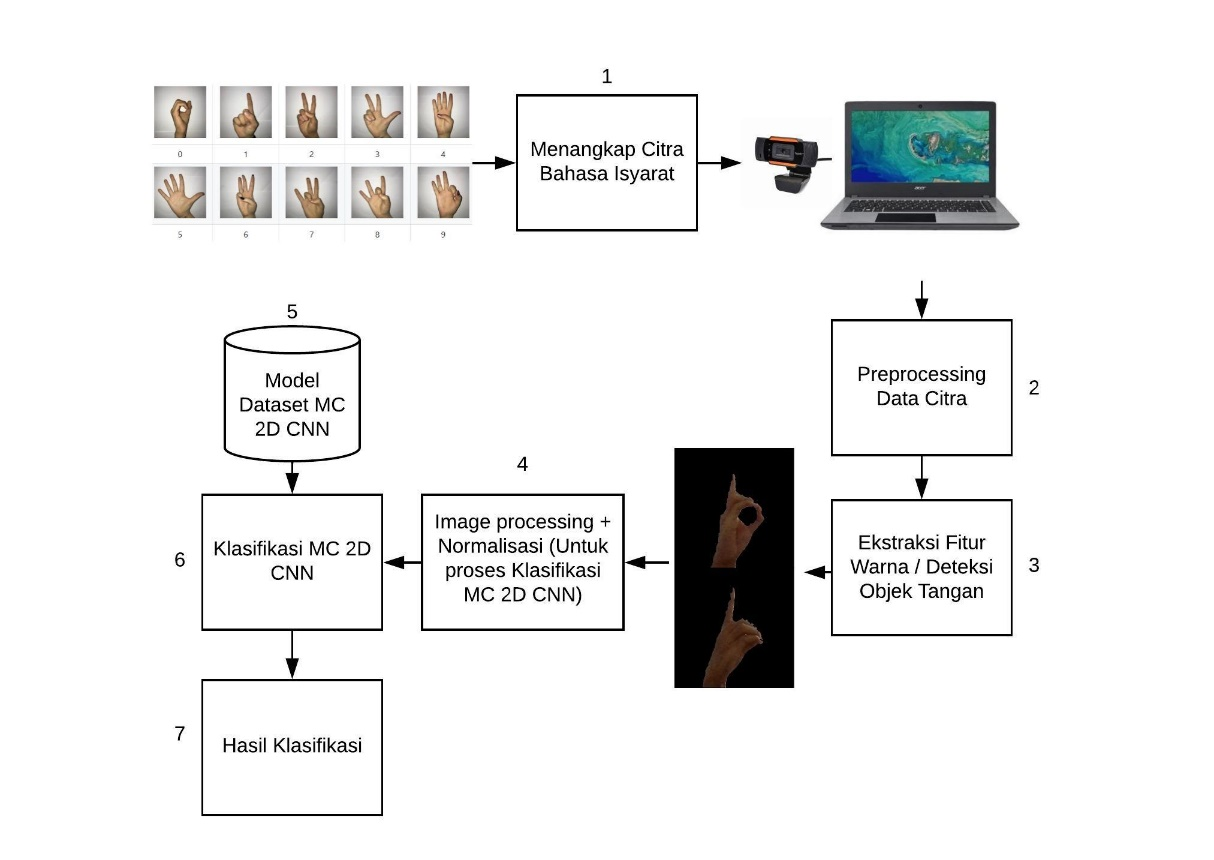 1
Menangkap Citra
Bahasa Isyarat
0 1 2 3 4
5 6 7 8 9
acer
5
Model
Dataset MC
2D CNN
Preprocessing
Data Citra
2
4
Image processing +
Normalisasi (Untuk
proses Klasifikasi
MC 2D CNN)
6
Klasifikasi MC 2D
CNN
Ekstraksi Fitur
Warna / Deteksi
Objek Tangan
3
7
Hasil Klasifikasi